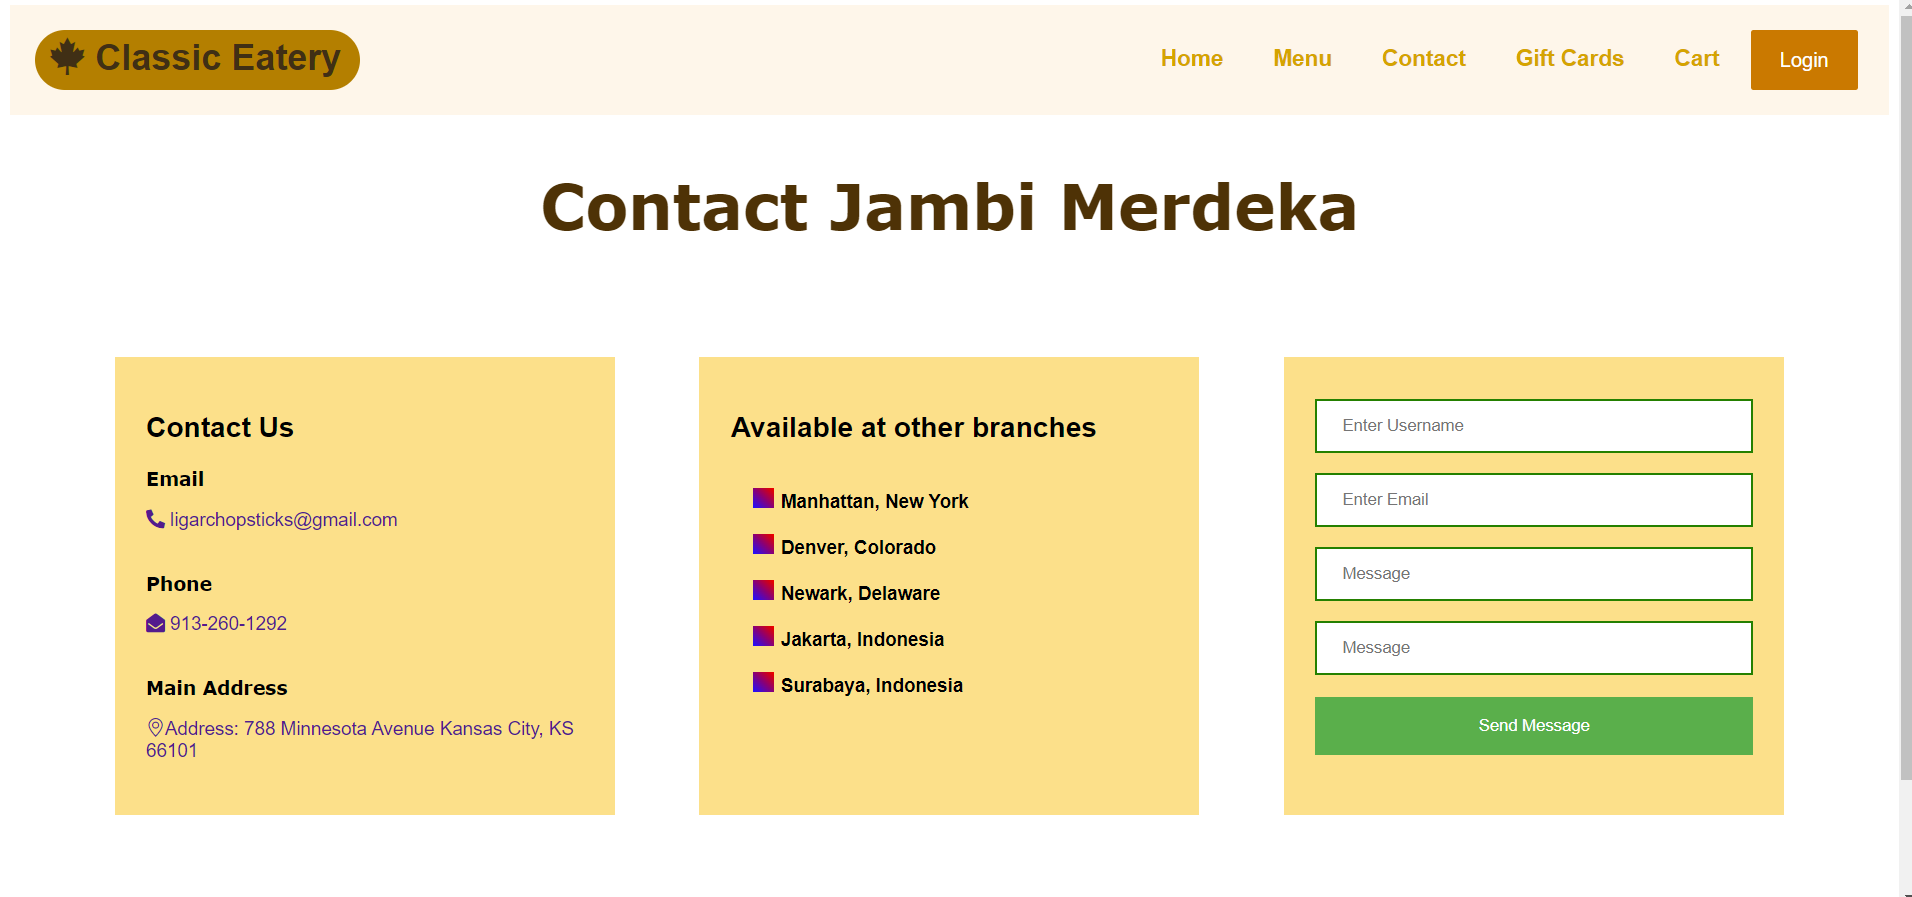 Classic Eatery
Home Menu Contact Gift Cards Cart Login
Contact Jambi Merdeka
Contact Us
Email
ligarchopsticks@gmail.com
Phone
913-260-1292
Main Address
Address: 788 Minnesota Avenue Kansas City, KS
66101
Available at other branches
Manhattan, New York
Denver, Colorado
Newark, Delaware
Jakarta, Indonesia
Surabaya, Indonesia
Enter Username
Enter Email
Message
Message
Send Message